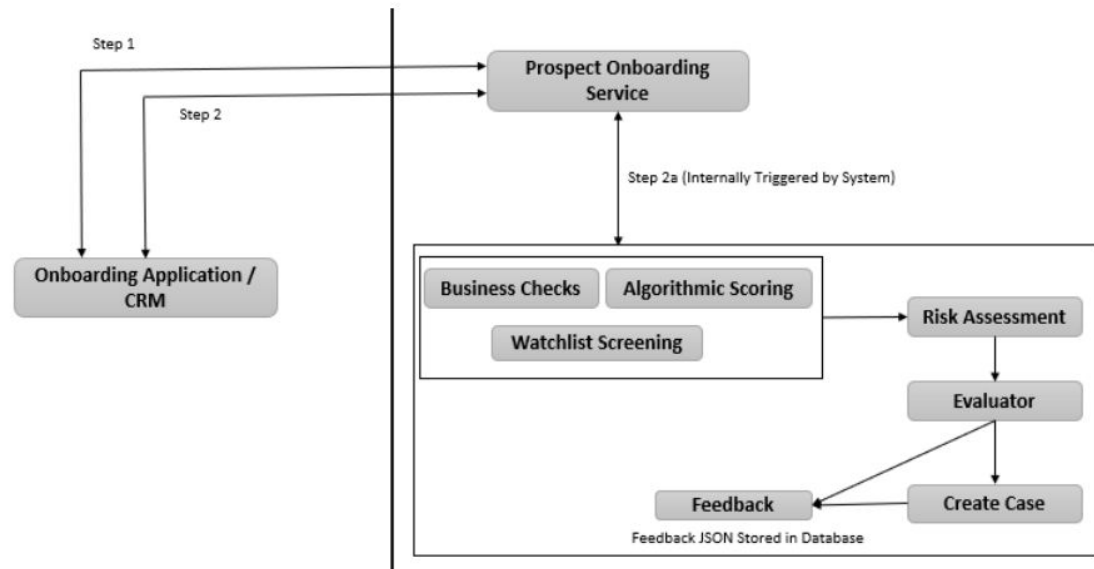 Step 1
Prospect Onboarding
Service
Step 2
Step 2a (Internally Triggered by System)
Onboarding Application /
CRM
Business Checks
Algorithmic Scoring
Watchlist Screening
Risk Assessment
Evaluator
Feedback
Create Case
Feedback JSON Stored in Database